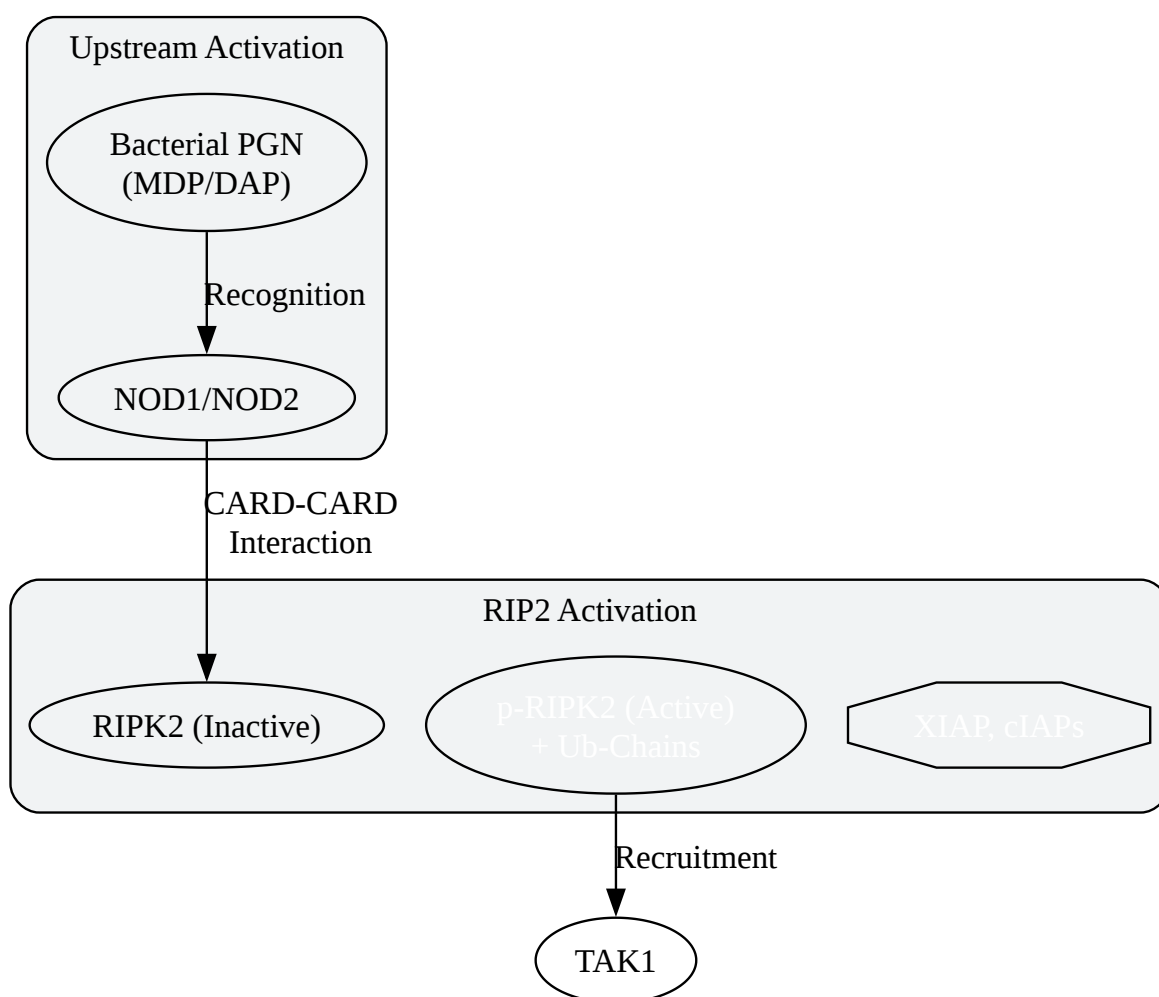 Upstream Activation
Bacterial PGN
(MDP/DAP)
Recognition
NOD1/NOD2
CARD-CARD
Interaction
RIP2 Activation
RIPK2 (Inactive)
p-RIPK2 (Active)
+ Ub-Chains
XIAP, cIAPs
Recruitment
TAK1